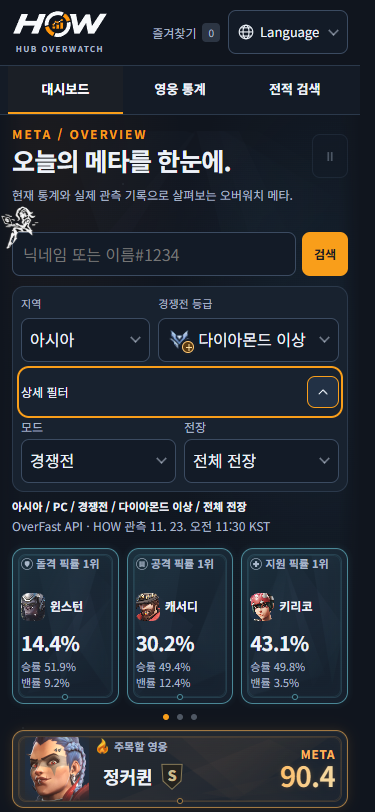 HOW
HUB OVERWATCH
즐겨찾기 0
Language
대시보드 영웅 통계 전적 검색
META / OVERVIEW
오늘의 메타를 한눈에.
현재 통계와 실제 관측 기록으로 살펴보는 오버워치 메타.
닉네임 또는 이름#1234 검색
지역 경쟁전 등급
아시아 다이아몬드 이상
상세 필터
모드 전장
경쟁전 전체 전장
아시아 / PC / 경쟁전 / 다이아몬드 이상 / 전체 전장
OverFast API · HOW 관측 11. 23. 오전 11:30 KST
돌격 픽률 1위
윈스턴
14.4%
승률 51.9%
밴률 9.2%
공격 픽률 1위
캐서디
30.2%
승률 49.4%
밴률 12.4%
지원 픽률 1위
키리코
43.1%
승률 49.8%
밴률 3.5%
주목할 영웅
정커퀸 S
META
90.4